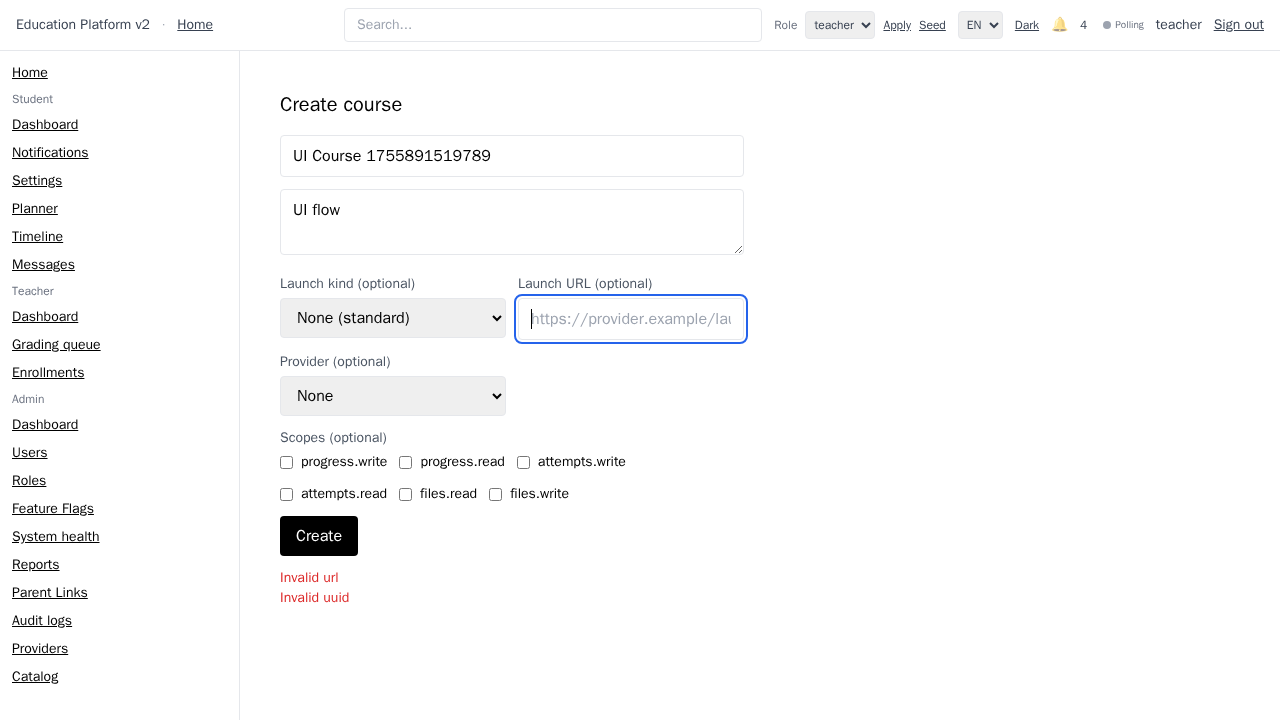 Education Platform v2 · Home
Search...
Role teacher Apply Seed EN Dark 🔔 4 Polling teacher Sign out
Home
Student
Dashboard
Notifications
Settings
Planner
Timeline
Messages
Teacher
Dashboard
Grading queue
Enrollments
Admin
Dashboard
Users
Roles
Feature Flags
System health
Reports
Parent Links
Audit logs
Providers
Catalog
Create course
UI Course 1755891519789
UI flow
Launch kind (optional) Launch URL (optional)
None (standard) https://provider.example/lau
Provider (optional)
None
Scopes (optional)
progress.write progress.read attempts.write
attempts.read files.read files.write
Create
Invalid url
Invalid uuid